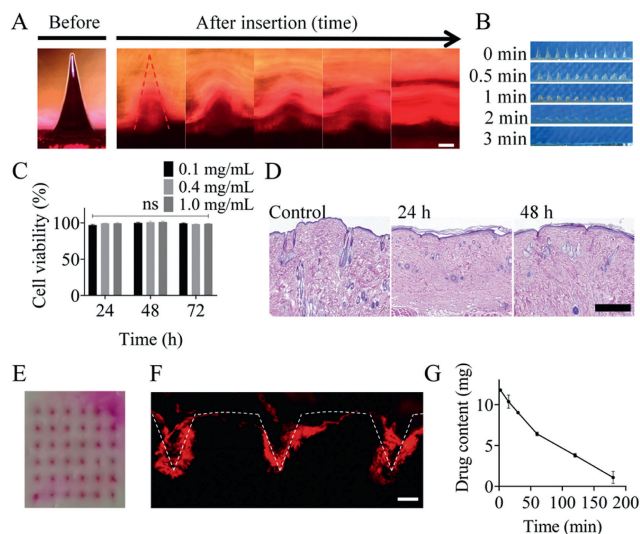 A
Before
After insertion (time)
B
0 min
0.5 min
1 min
2 min
3 min
C
0.1 mg/mL
0.4 mg/mL
1.0 mg/mL
ns
Cell viability (%)
100
50
0
24 48 72
Time (h)
D
Control 24 h 48 h
E
F
G
Drug content (mg)
15
10
5
0
0 50 100 150 200
Time (min)